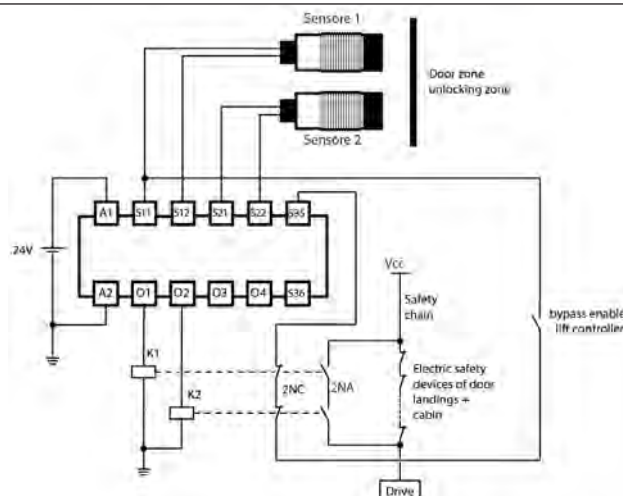 Sensore 1
Door zone
unlocking zone
Sensore 2
A1 S11 S12 S21 S22 S35
24V
A2 O1 O2 O3 O4 S36
Vcc
Safety
chain
bypass enable
lift controller
K1
K2
2NC
2NA
Electric safety
devices of door
landings +
cabin
Drive